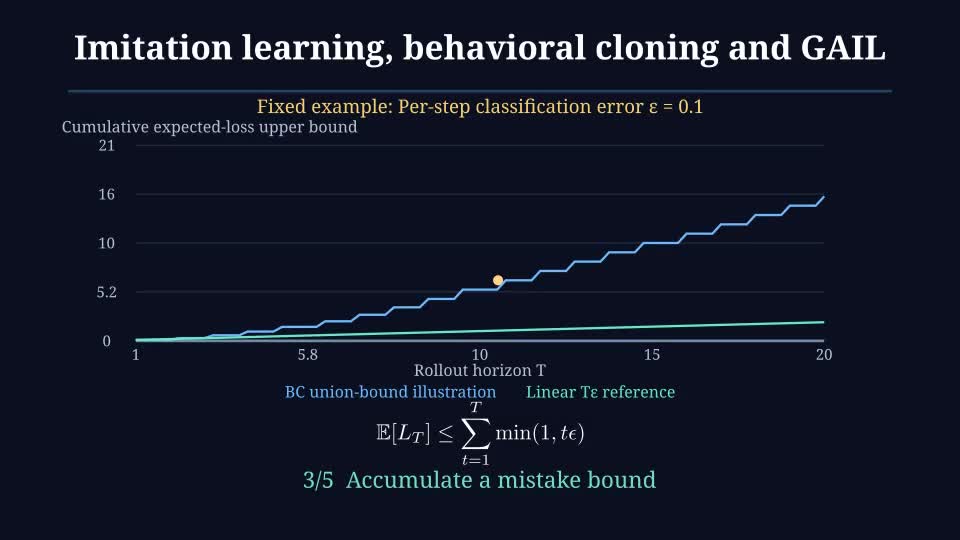 Imitation learning, behavioral cloning and GAIL
Fixed example: Per-step classification error ε = 0.1
Cumulative expected-loss upper bound
21
16
10
5.2
0
1 5.8 10 15 20
Rollout horizon T
BC union-bound illustration Linear Tε reference
𝔼[L_T] ≤ ∑_{t=1}^{T} min(1, tϵ)
3/5 Accumulate a mistake bound